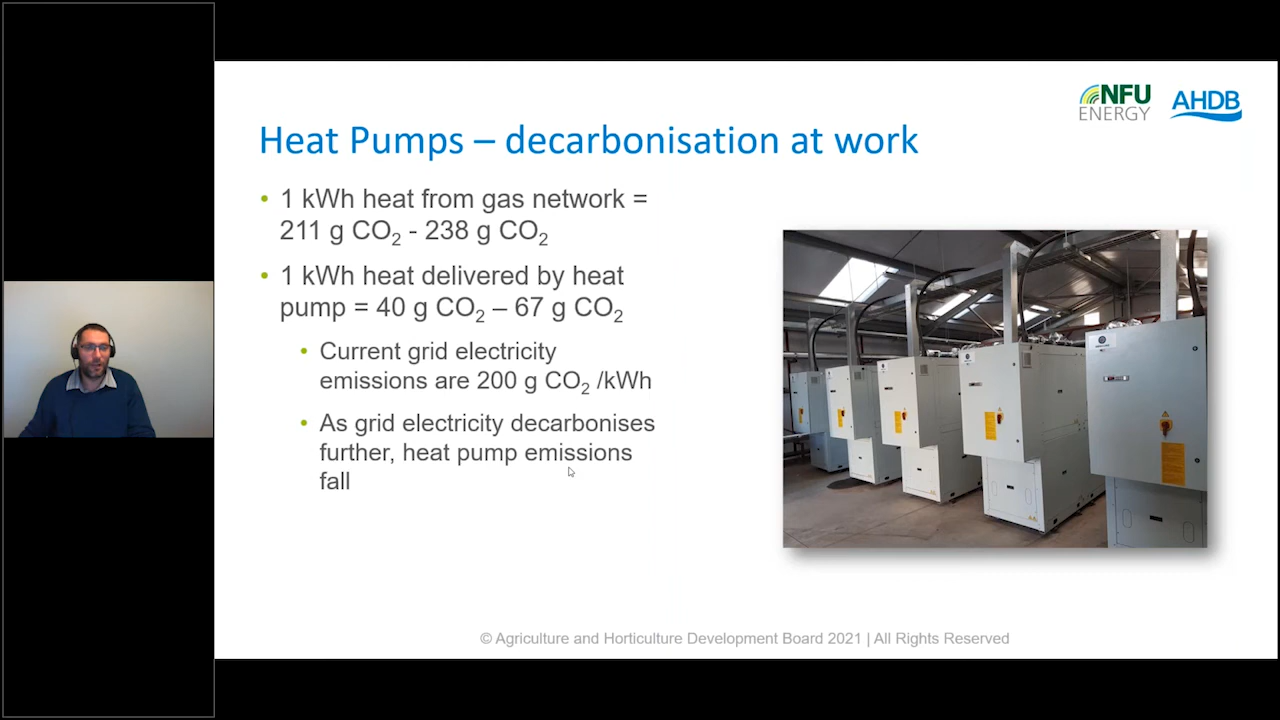 NFU
ENERGY
AHDB
Heat Pumps – decarbonisation at work
• 1 kWh heat from gas network =
211 g CO₂ - 238 g CO₂
• 1 kWh heat delivered by heat
pump = 40 g CO₂ – 67 g CO₂
• Current grid electricity
emissions are 200 g CO₂ /kWh
• As grid electricity decarbonises
further, heat pump emissions
fall
© Agriculture and Horticulture Development Board 2021 | All Rights Reserved